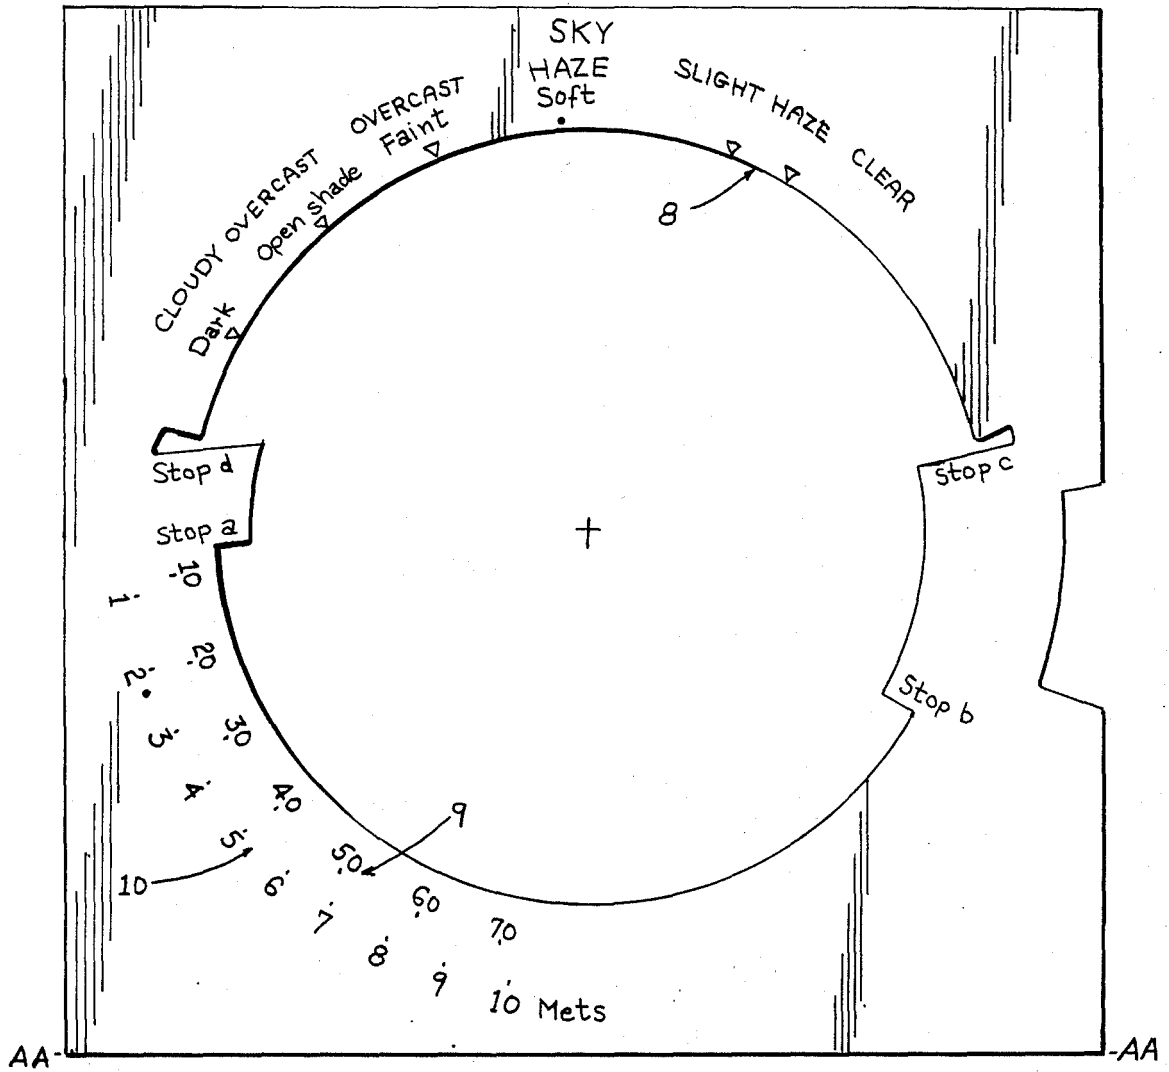 SKY
HAZE
Soft
SLIGHT HAZE
CLEAR
OVERCAST
Faint
CLOUDY OVERCAST
Open shade
Dark
8
Stop d
Stop c
Stop a
Stop b
10
20
30
40
50
60
70
1
2
3
4
5
6
7
8
9
10 Mets
9
10
AA
AA